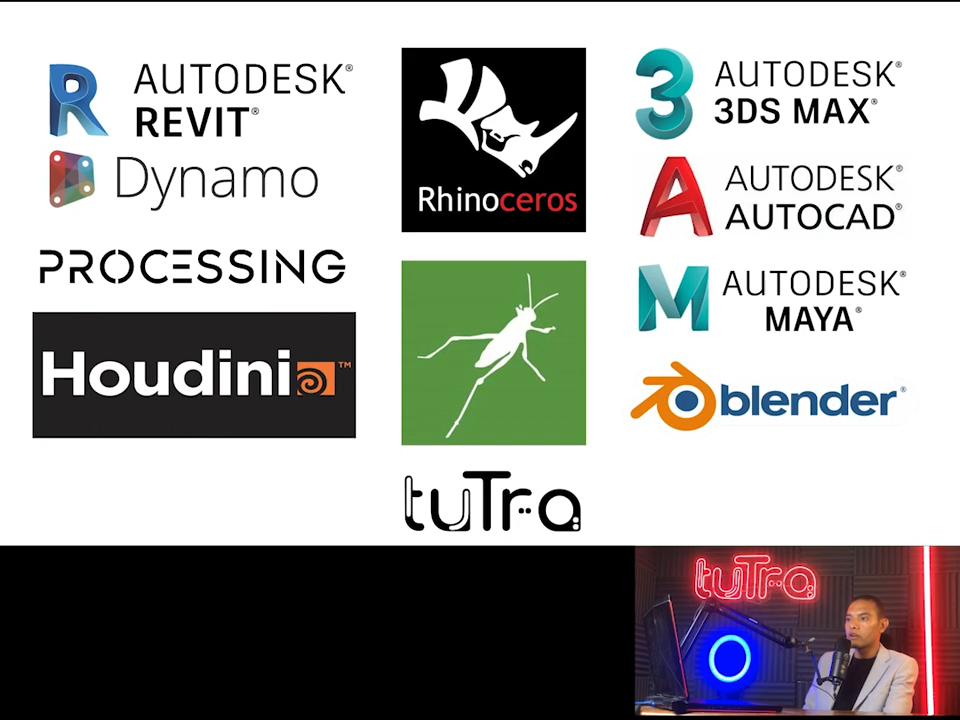 AUTODESK®
REVIT®
Dynamo
PROCESSING
Houdini™
Rhinoceros
tuTra
AUTODESK®
3DS MAX®
AUTODESK®
AUTOCAD®
AUTODESK®
MAYA®
blender®
tuTra